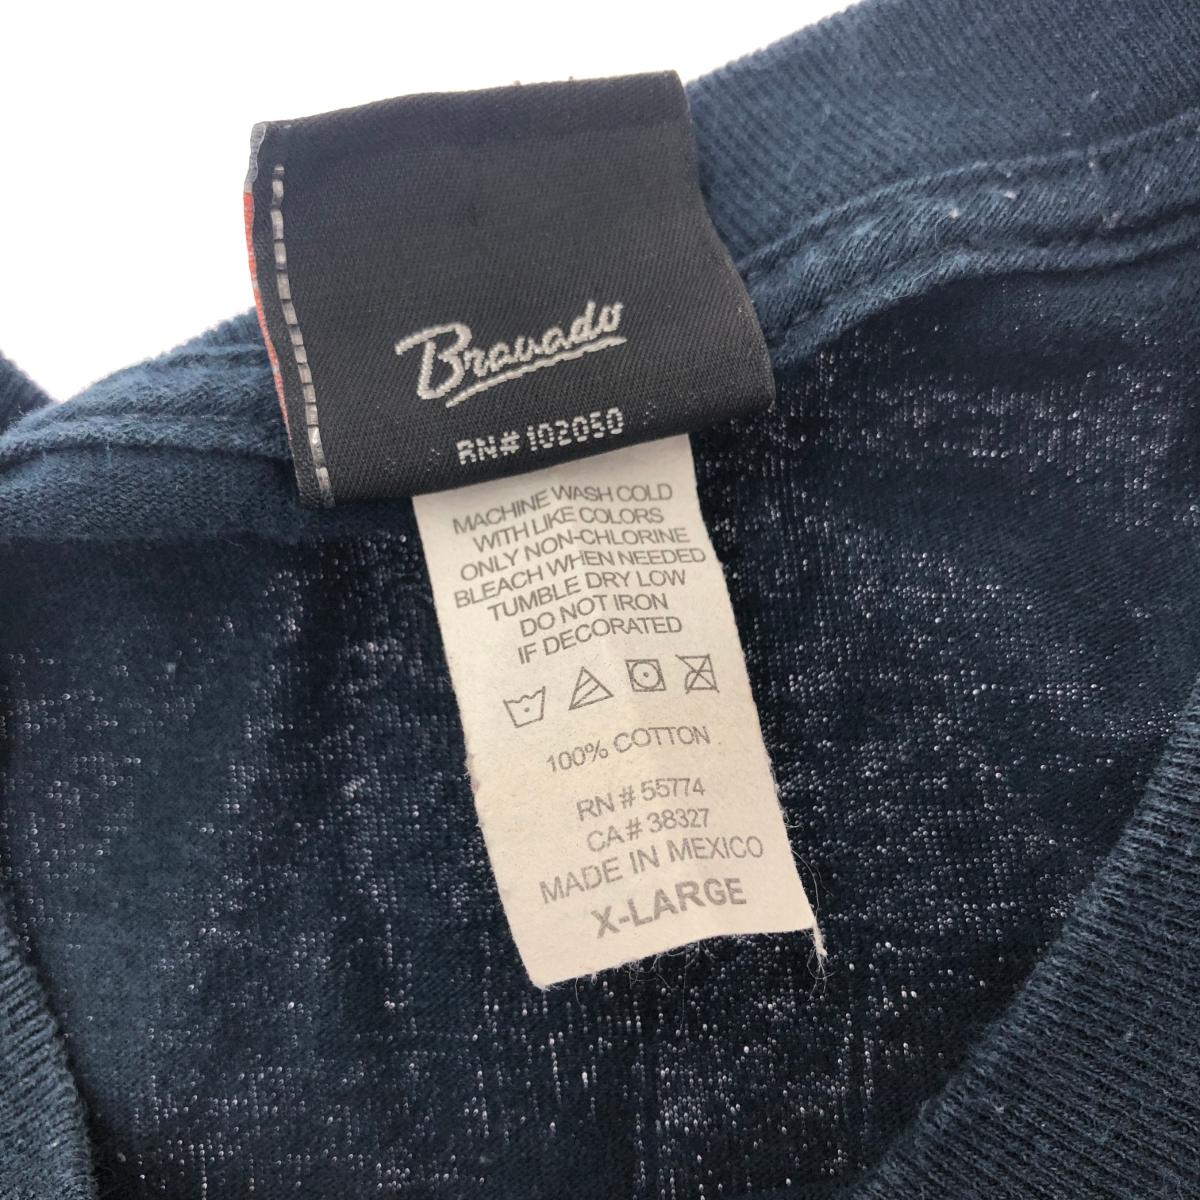 Bravado
RN# 102050
MACHINE WASH COLD
WITH LIKE COLORS
ONLY NON-CHLORINE
BLEACH WHEN NEEDED
TUMBLE DRY LOW
DO NOT IRON
IF DECORATED
100% COTTON
RN # 55774
CA # 38327
MADE IN MEXICO
X-LARGE